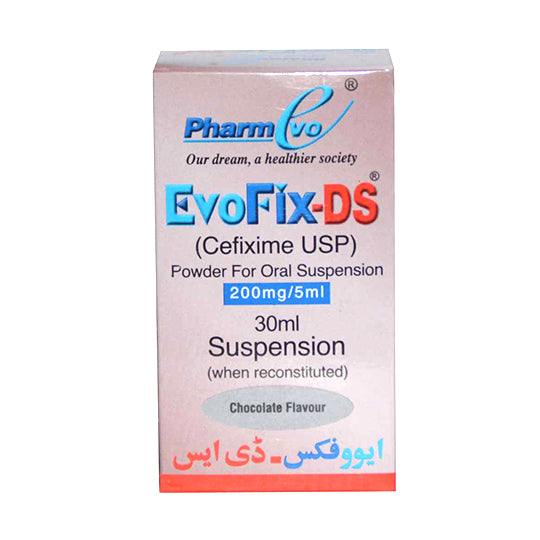 Pharmevo®
Our dream, a healthier society
EvoFix-DS®
(Cefixime USP)
Powder For Oral Suspension
200mg/5ml
30ml
Suspension
(when reconstituted)
Chocolate Flavour
ایووفکس - ڈی ایس